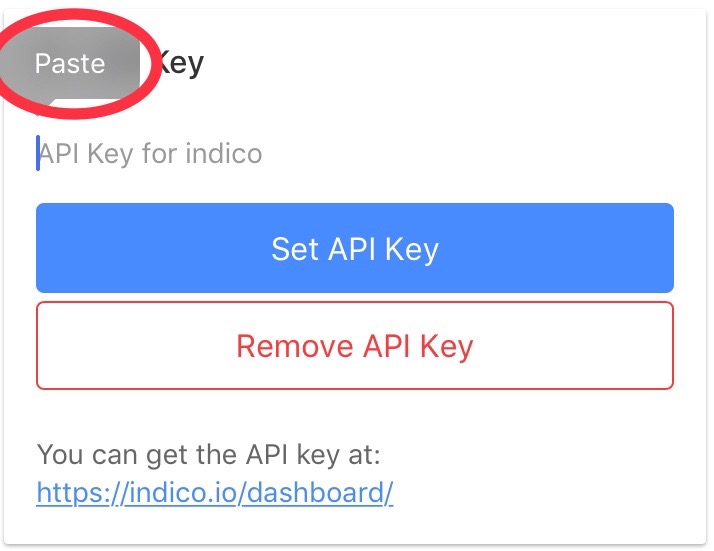 Paste Key
API Key for indico
Set API Key
Remove API Key
You can get the API key at:
https://indico.io/dashboard/